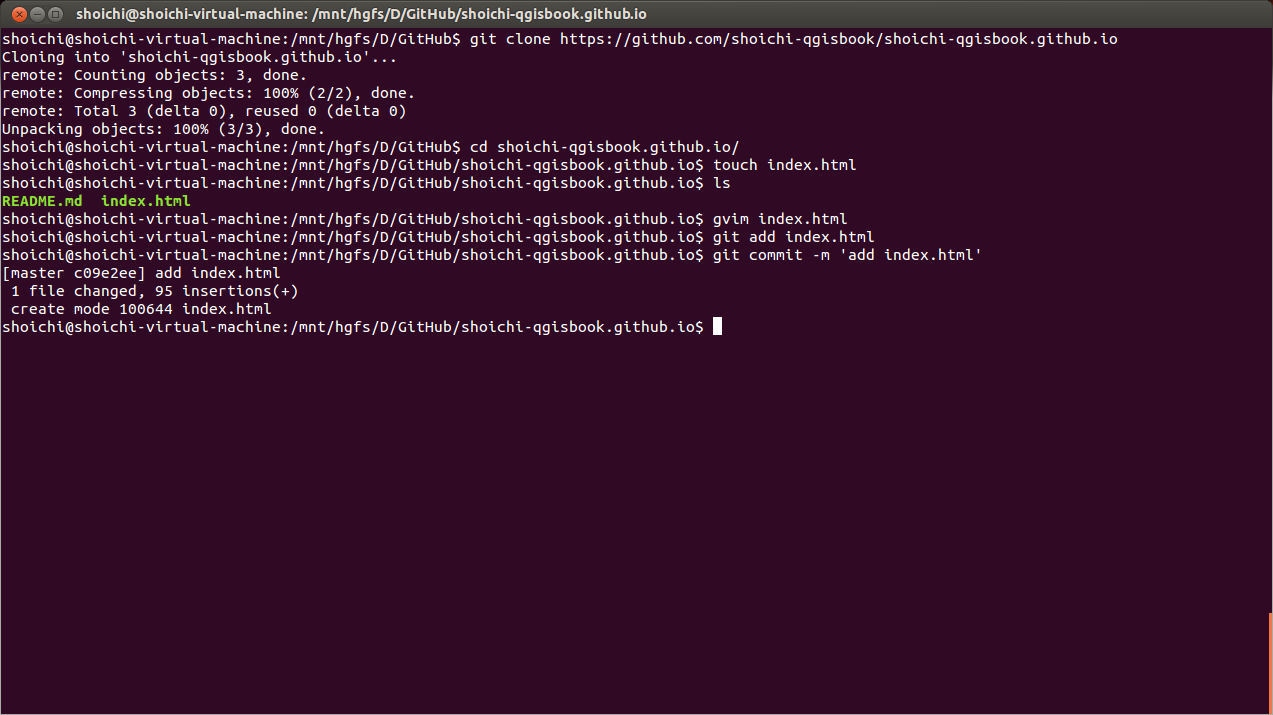 shoichi@shoichi-virtual-machine: /mnt/hgfs/D/GitHub/shoichi-qgisbook.github.io
shoichi@shoichi-virtual-machine:/mnt/hgfs/D/GitHub$ git clone https://github.com/shoichi-qgisbook/shoichi-qgisbook.github.io
Cloning into 'shoichi-qgisbook.github.io'...
remote: Counting objects: 3, done.
remote: Compressing objects: 100% (2/2), done.
remote: Total 3 (delta 0), reused 0 (delta 0)
Unpacking objects: 100% (3/3), done.
shoichi@shoichi-virtual-machine:/mnt/hgfs/D/GitHub$ cd shoichi-qgisbook.github.io/
shoichi@shoichi-virtual-machine:/mnt/hgfs/D/GitHub/shoichi-qgisbook.github.io$ touch index.html
shoichi@shoichi-virtual-machine:/mnt/hgfs/D/GitHub/shoichi-qgisbook.github.io$ ls
README.md  index.html
shoichi@shoichi-virtual-machine:/mnt/hgfs/D/GitHub/shoichi-qgisbook.github.io$ gvim index.html
shoichi@shoichi-virtual-machine:/mnt/hgfs/D/GitHub/shoichi-qgisbook.github.io$ git add index.html
shoichi@shoichi-virtual-machine:/mnt/hgfs/D/GitHub/shoichi-qgisbook.github.io$ git commit -m 'add index.html'
[master c09e2ee] add index.html
 1 file changed, 95 insertions(+)
 create mode 100644 index.html
shoichi@shoichi-virtual-machine:/mnt/hgfs/D/GitHub/shoichi-qgisbook.github.io$